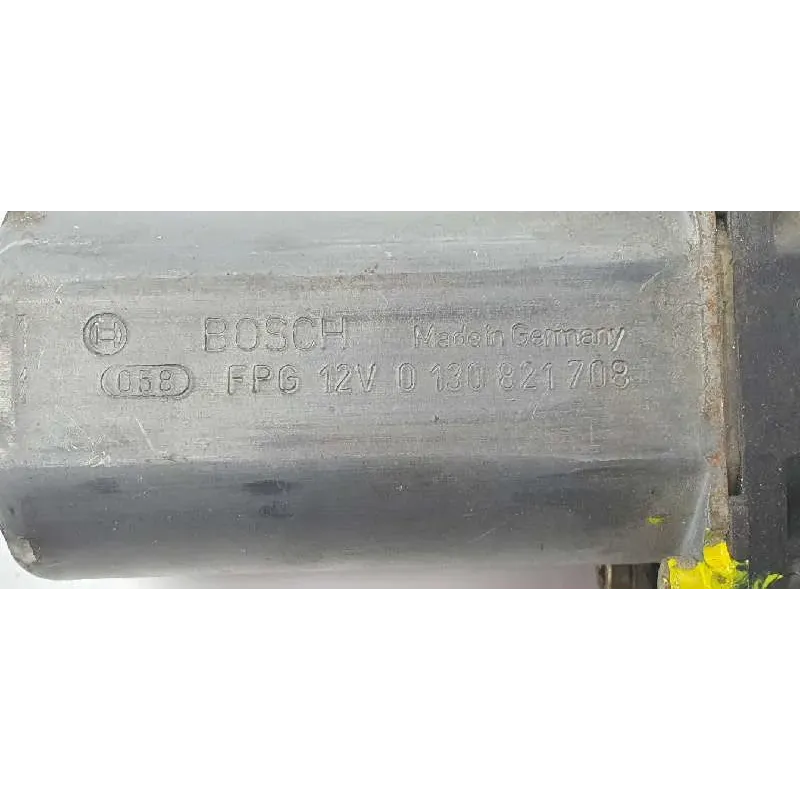 BOSCH Made in Germany
058 FPG 12V 0 130 821 708